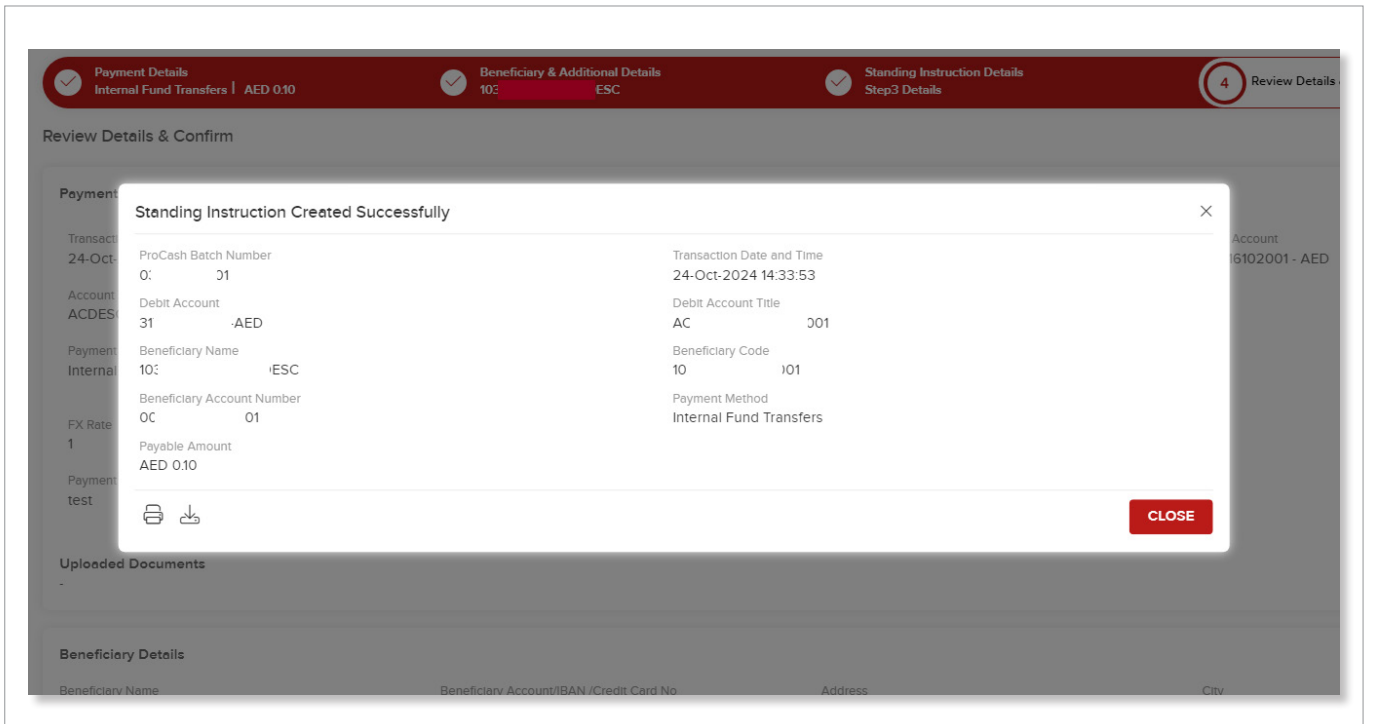 Payment Details
Internal Fund Transfers | AED 0.10
Beneficiary & Additional Details
103 ESC
Standing Instruction Details
Step3 Details
4 Review Details
Review Details & Confirm
Payment
Standing Instruction Created Successfully
Transacti
24-Oct-
Account
16102001 - AED
ProCash Batch Number
Transaction Date and Time
03 01
24-Oct-2024 14:33:53
Account
ACDESC
Debit Account
Debit Account Title
31 -AED
AC 001
Payment
Internal
Beneficiary Name
Beneficiary Code
103 ESC
10 001
Beneficiary Account Number
Payment Method
00 01
Internal Fund Transfers
FX Rate
1
Payable Amount
AED 0.10
Payment
test
CLOSE
Uploaded Documents
-
Beneficiary Details
Beneficiary Name
Beneficiary Account/IBAN /Credit Card No
Address
City